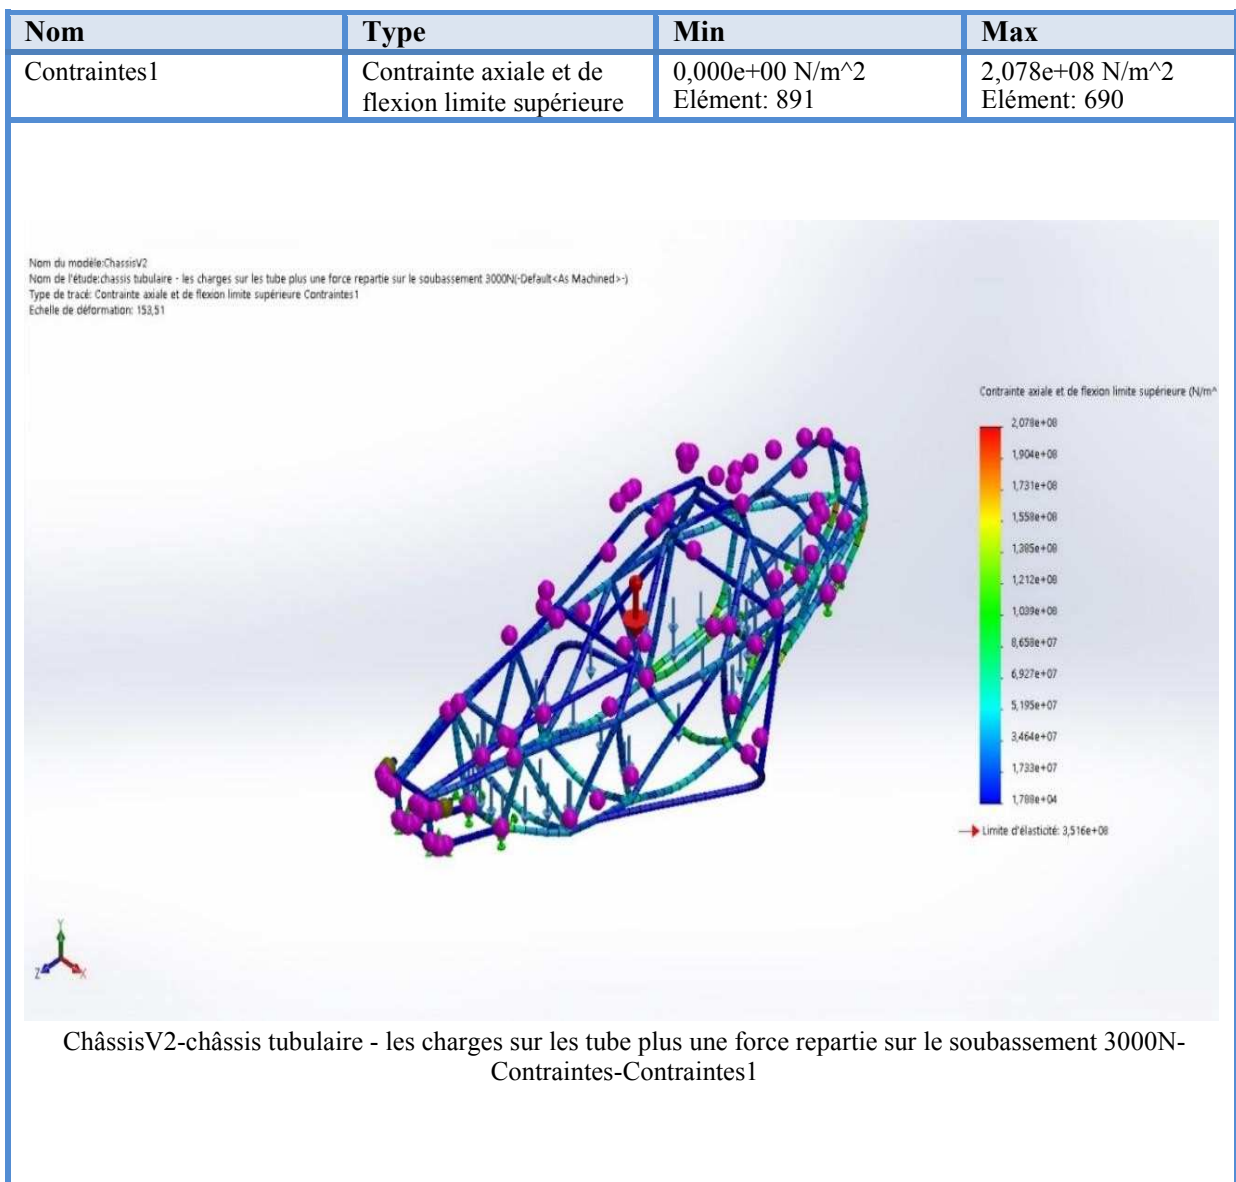 Nom Type Min Max
Contraintes1 Contrainte axiale et de 0,000e+00 N/m^2 2,078e+08 N/m^2
flexion limite supérieure Elément: 891 Elément: 690
Nom du modèle:ChassisV2
Nom de l'étude:chassis tubulaire - les charges sur les tube plus une force repartie sur le soubassement 3000N(-Default<As Machined>-)
Type de tracé: Contrainte axiale et de flexion limite supérieure Contraintes1
Echelle de déformation: 153,51
Contrainte axiale et de flexion limite supérieure (N/m^
2,078e+08
1,904e+08
1,731e+08
1,558e+08
1,385e+08
1,212e+08
1,039e+08
8,658e+07
6,927e+07
5,195e+07
3,464e+07
1,733e+07
1,788e+04
Limite d'élasticité: 3,516e+08
Y
Z
X
ChâssisV2-châssis tubulaire - les charges sur les tube plus une force repartie sur le soubassement 3000N-
Contraintes-Contraintes1